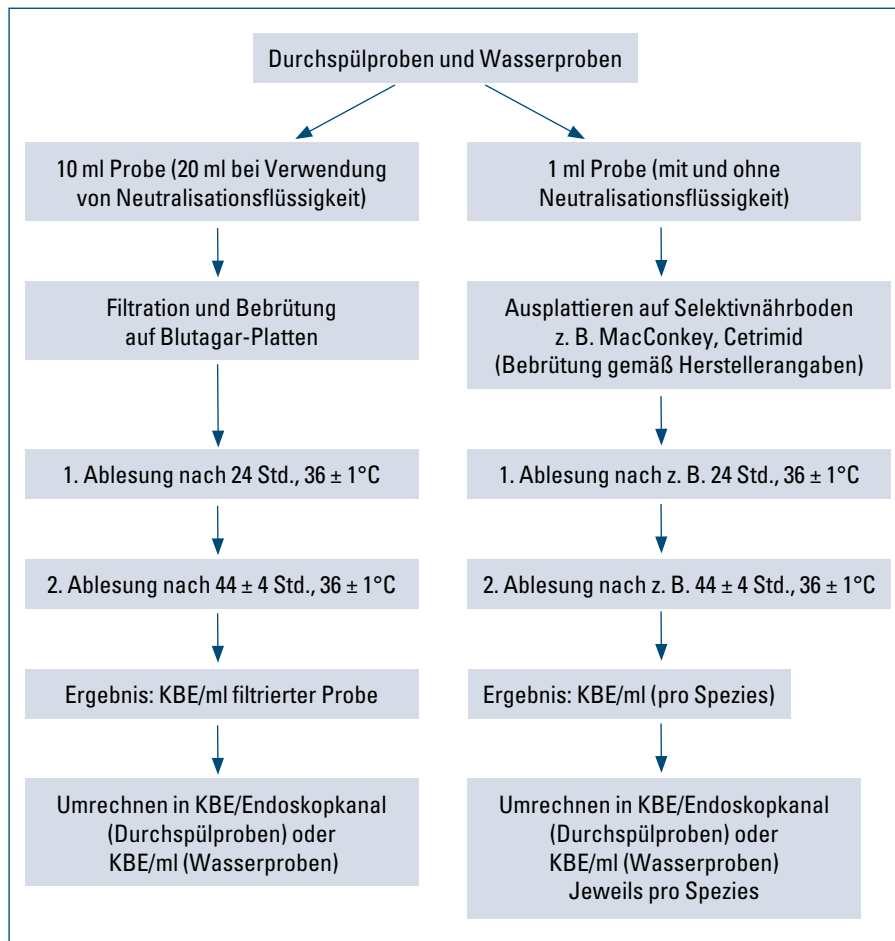 Durchspülproben und Wasserproben
10 ml Probe (20 ml bei Verwendung
von Neutralisationsflüssigkeit)
Filtration und Bebrütung
auf Blutagar-Platten
1. Ablesung nach 24 Std., 36 ± 1°C
2. Ablesung nach 44 ± 4 Std., 36 ± 1°C
Ergebnis: KBE/ml filtrierter Probe
Umrechnen in KBE/Endoskopkanal
(Durchspülproben) oder
KBE/ml (Wasserproben)
1 ml Probe (mit und ohne
Neutralisationsflüssigkeit)
Ausplattieren auf Selektivnährboden
z. B. MacConkey, Cetrimid
(Bebrütung gemäß Herstellerangaben)
1. Ablesung nach z. B. 24 Std., 36 ± 1°C
2. Ablesung nach z. B. 44 ± 4 Std., 36 ± 1°C
Ergebnis: KBE/ml (pro Spezies)
Umrechnen in KBE/Endoskopkanal
(Durchspülproben) oder
KBE/ml (Wasserproben)
Jeweils pro Spezies